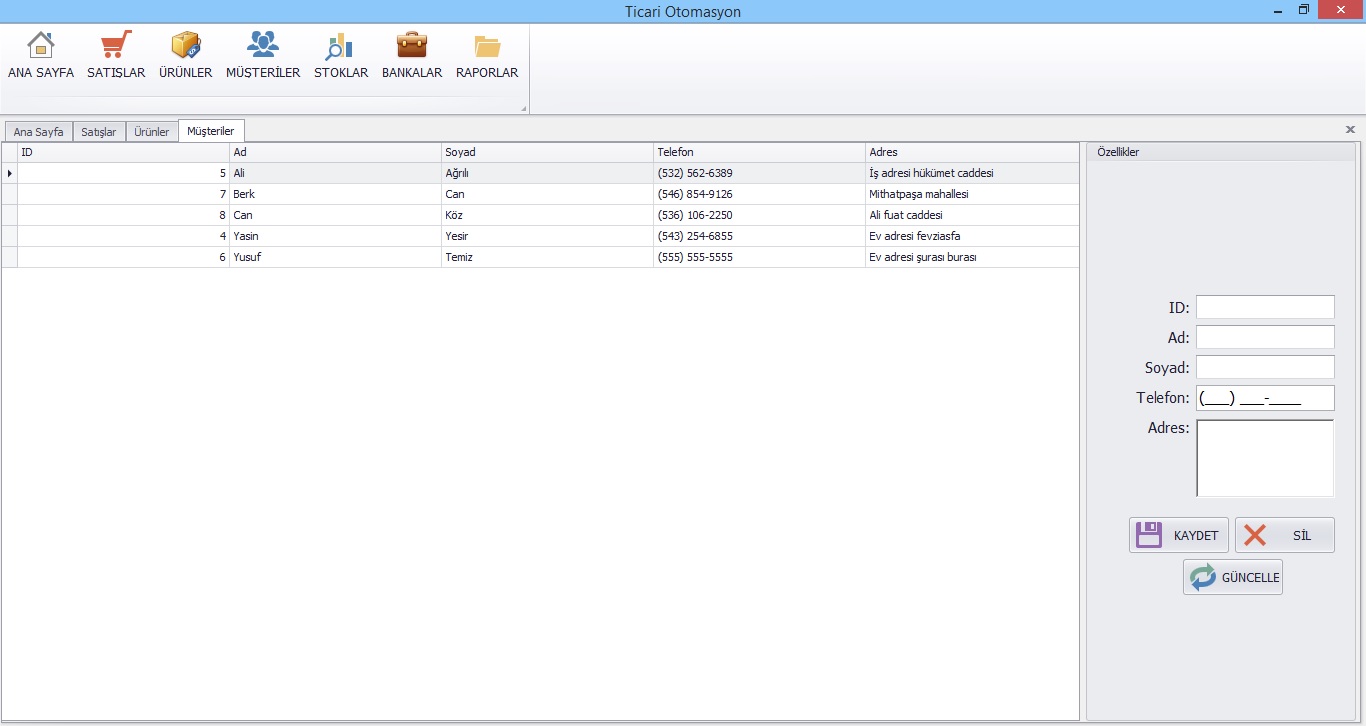 Ticari Otomasyon
ANA SAYFA SATIŞLAR ÜRÜNLER MÜŞTERİLER STOKLAR BANKALAR RAPORLAR
Ana Sayfa Satışlar Ürünler Müşteriler
ID Ad Soyad Telefon Adres Özellikler
5 Ali Ağrılı (532) 562-6389 İş adresi hükümet caddesi
7 Berk Can (546) 854-9126 Mithatpaşa mahallesi
8 Can Köz (536) 106-2250 Ali fuat caddesi
4 Yasin Yesir (543) 254-6855 Ev adresi fevziasfa
6 Yusuf Temiz (555) 555-5555 Ev adresi şurası burası
ID:
Ad:
Soyad:
Telefon: (___) ___-____
Adres:
KAYDET SİL
GÜNCELLE